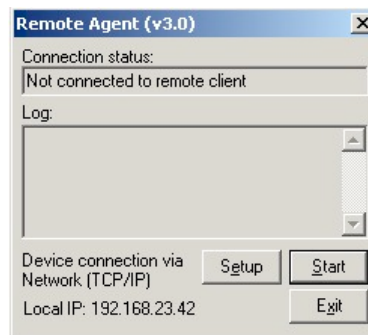 Remote Agent (v3.0)
Connection status:
Not connected to remote client
Log:
Device connection via
Network (TCP/IP)
Setup
Start
Local IP: 192.168.23.42
Exit